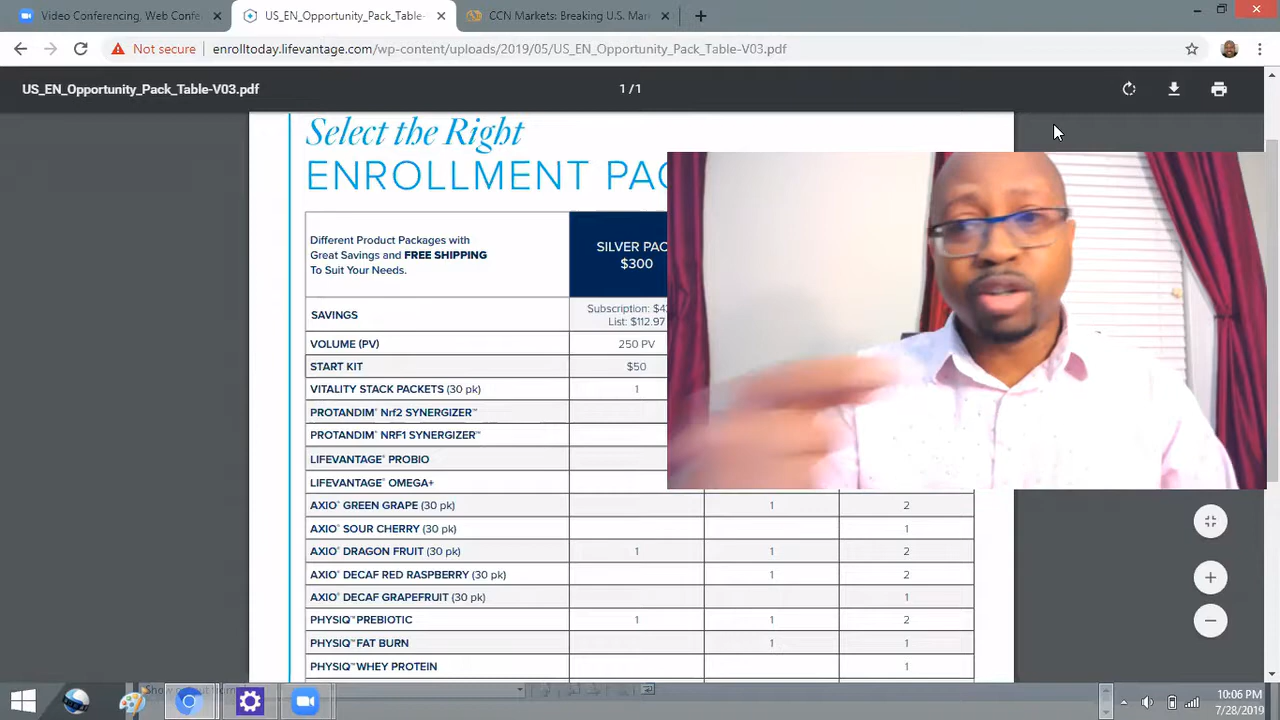 Video Conferencing, Web Confe
US_EN_Opportunity_Pack_Table-
CCN Markets: Breaking U.S. Mar
Not secure
enrolltoday.lifevantage.com/wp-content/uploads/2019/05/US_EN_Opportunity_Pack_Table-V03.pdf
US_EN_Opportunity_Pack_Table-V03.pdf
1 / 1
Select the Right
ENROLLMENT PAC
Different Product Packages with
Great Savings and FREE SHIPPING
To Suit Your Needs.
SILVER PAC
$300
SAVINGS
Subscription: $4
List: $112.97
VOLUME (PV) 250 PV
START KIT $50
VITALITY STACK PACKETS (30 pk) 1
PROTANDIM® Nrf2 SYNERGIZER™
PROTANDIM® NRF1 SYNERGIZER™
LIFEVANTAGE® PROBIO
LIFEVANTAGE® OMEGA+
AXIO® GREEN GRAPE (30 pk) 1 2
AXIO® SOUR CHERRY (30 pk) 1
AXIO® DRAGON FRUIT (30 pk) 1 1 2
AXIO® DECAF RED RASPBERRY (30 pk) 1 2
AXIO® DECAF GRAPEFRUIT (30 pk) 1
PHYSIQ™ PREBIOTIC 1 1 2
PHYSIQ™ FAT BURN 1 1
PHYSIQ™ WHEY PROTEIN 1
10:06 PM
7/28/2019